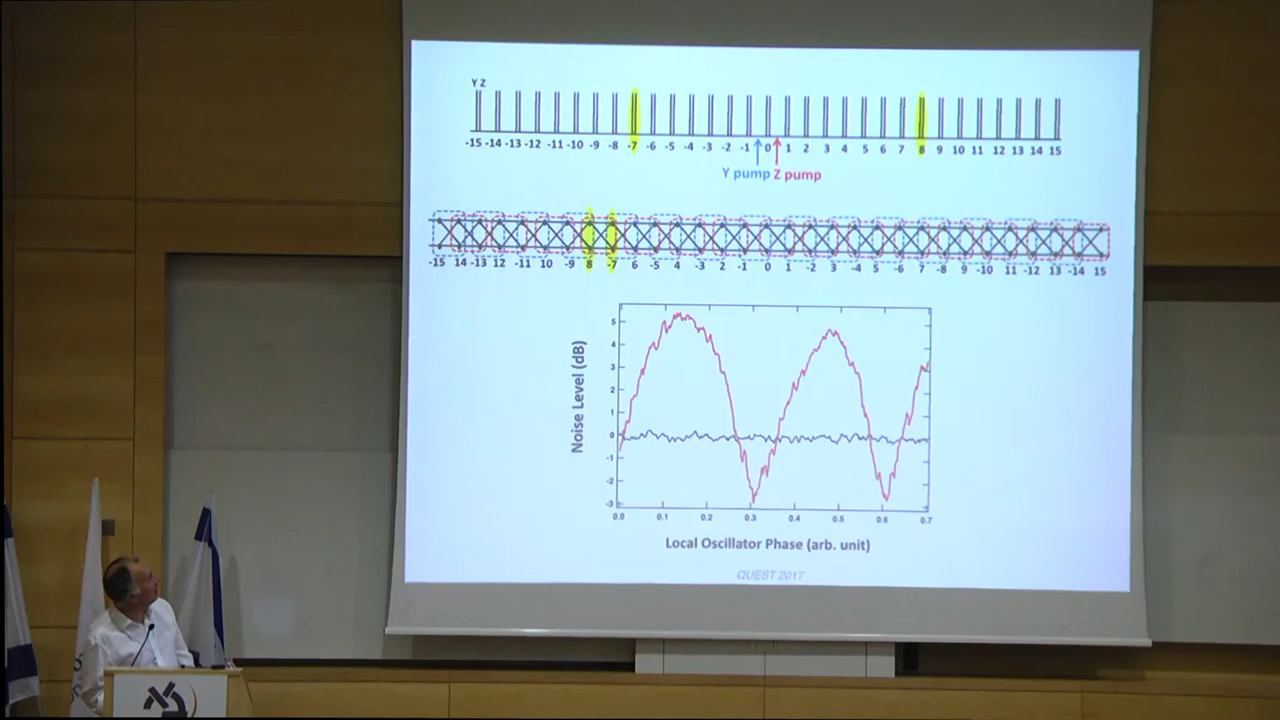 Y Z
-15 -14 -13 -12 -11 -10 -9 -8 -7 -6 -5 -4 -3 -2 -1 0 1 2 3 4 5 6 7 8 9 10 11 12 13 14 15
Y pump Z pump
-15 14 -13 12 -11 10 -9 8 -7 6 -5 4 -3 2 -1 0 1 -2 3 -4 5 -6 7 -8 9 -10 11 -12 13 -14 15
5
4
3
2
1
0
-1
-2
-3
Noise Level (dB)
0.0 0.1 0.2 0.3 0.4 0.5 0.6 0.7
Local Oscillator Phase (arb. unit)
QUEST 2017